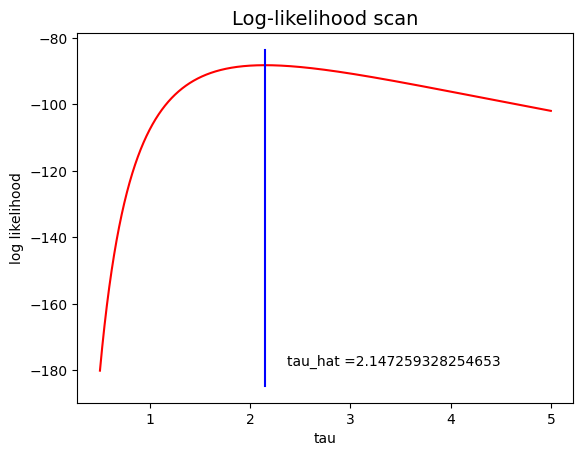 Log-likelihood scan
log likelihood
−80
−100
−120
−140
−160
−180
tau_hat =2.147259328254653
1 2 3 4 5
tau